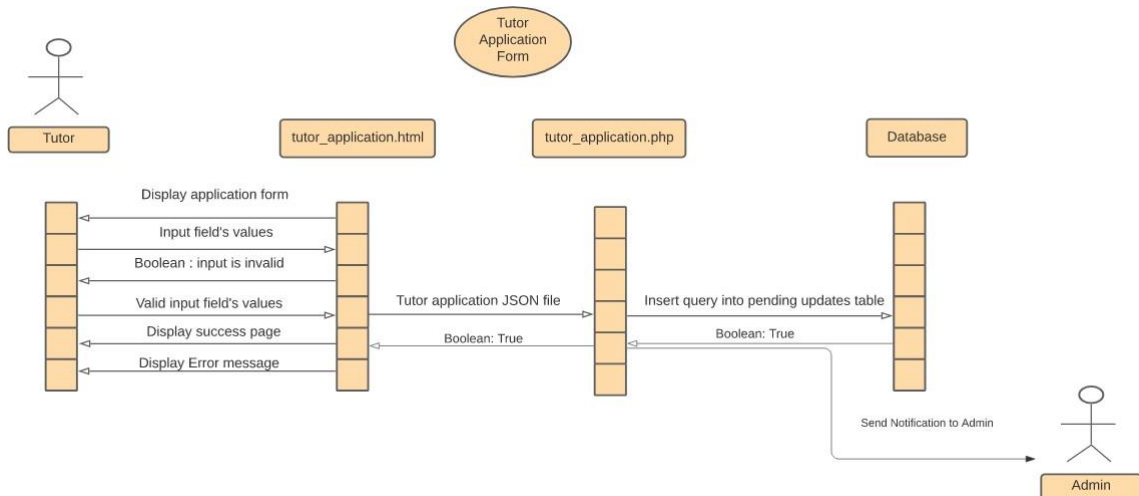 Tutor
Application
Form
Tutor
tutor_application.html
tutor_application.php
Database
Display application form
Input field's values
Boolean : input is invalid
Valid input field's values
Tutor application JSON file
Insert query into pending updates table
Display success page
Boolean: True
Boolean: True
Display Error message
Send Notification to Admin
Admin